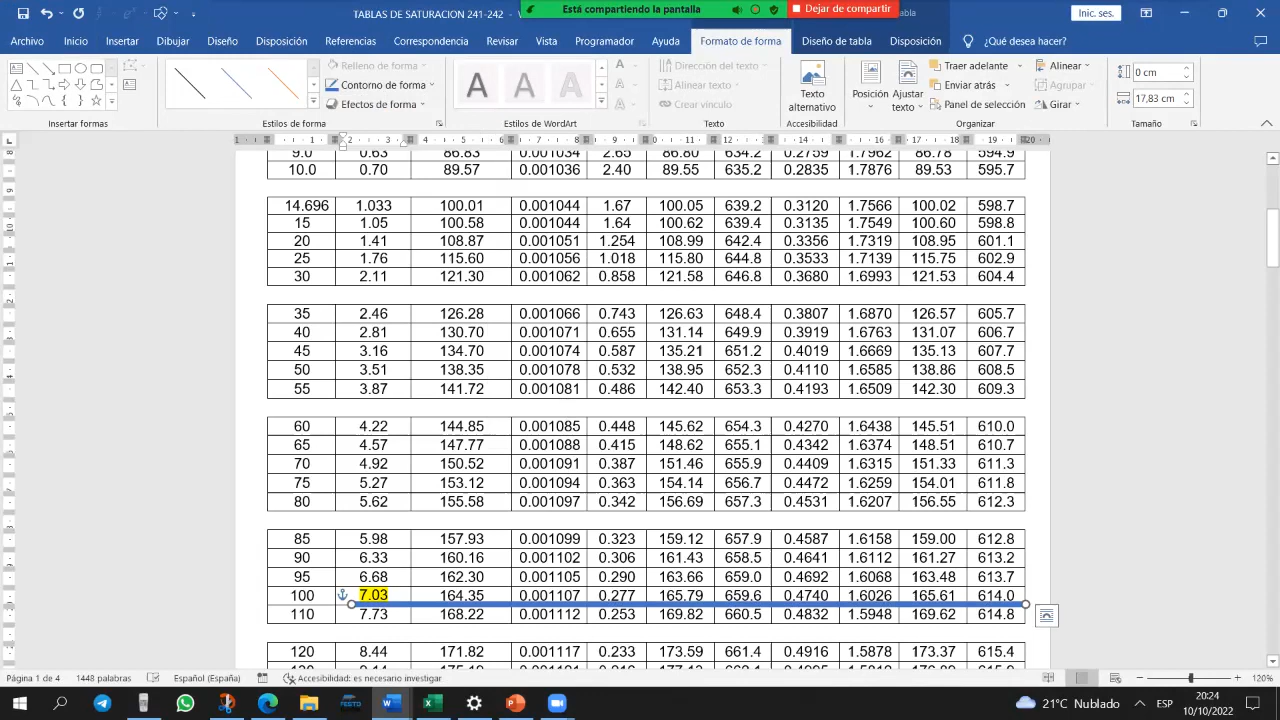 TABLAS DE SATURACION 241-242
Está compartiendo la pantalla
Dejar de compartir
abla
Inic. ses.
Archivo Inicio Insertar Dibujar Diseño Disposición Referencias Correspondencia Revisar Vista Programador Ayuda Formato de forma Diseño de tabla Disposición ¿Qué desea hacer?
Relleno de forma
Contorno de forma
Efectos de forma
A A A
Dirección del texto
Alinear texto
Crear vínculo
Texto alternativo
Posición
Ajustar texto
Traer adelante
Enviar atrás
Panel de selección
Alinear
Agrupar
Girar
0 cm
17,83 cm
Insertar formas Estilos de forma Estilos de WordArt Texto Accesibilidad Organizar Tamaño
9.0 0.63 86.83 0.001034 2.65 86.80 634.2 0.2759 1.7962 86.78 594.9
10.0 0.70 89.57 0.001036 2.40 89.55 635.2 0.2835 1.7876 89.53 595.7
14.696 1.033 100.01 0.001044 1.67 100.05 639.2 0.3120 1.7566 100.02 598.7
15 1.05 100.58 0.001044 1.64 100.62 639.4 0.3135 1.7549 100.60 598.8
20 1.41 108.87 0.001051 1.254 108.99 642.4 0.3356 1.7319 108.95 601.1
25 1.76 115.60 0.001056 1.018 115.80 644.8 0.3533 1.7139 115.75 602.9
30 2.11 121.30 0.001062 0.858 121.58 646.8 0.3680 1.6993 121.53 604.4
35 2.46 126.28 0.001066 0.743 126.63 648.4 0.3807 1.6870 126.57 605.7
40 2.81 130.70 0.001071 0.655 131.14 649.9 0.3919 1.6763 131.07 606.7
45 3.16 134.70 0.001074 0.587 135.21 651.2 0.4019 1.6669 135.13 607.7
50 3.51 138.35 0.001078 0.532 138.95 652.3 0.4110 1.6585 138.86 608.5
55 3.87 141.72 0.001081 0.486 142.40 653.3 0.4193 1.6509 142.30 609.3
60 4.22 144.85 0.001085 0.448 145.62 654.3 0.4270 1.6438 145.51 610.0
65 4.57 147.77 0.001088 0.415 148.62 655.1 0.4342 1.6374 148.51 610.7
70 4.92 150.52 0.001091 0.387 151.46 655.9 0.4409 1.6315 151.33 611.3
75 5.27 153.12 0.001094 0.363 154.14 656.7 0.4472 1.6259 154.01 611.8
80 5.62 155.58 0.001097 0.342 156.69 657.3 0.4531 1.6207 156.55 612.3
85 5.98 157.93 0.001099 0.323 159.12 657.9 0.4587 1.6158 159.00 612.8
90 6.33 160.16 0.001102 0.306 161.43 658.5 0.4641 1.6112 161.27 613.2
95 6.68 162.30 0.001105 0.290 163.66 659.0 0.4692 1.6068 163.48 613.7
100 7.03 164.35 0.001107 0.277 165.79 659.6 0.4740 1.6026 165.61 614.0
110 7.73 168.22 0.001112 0.253 169.82 660.5 0.4832 1.5948 169.62 614.8
120 8.44 171.82 0.001117 0.233 173.59 661.4 0.4916 1.5878 173.37 615.4
Página 1 de 4 1448 palabras Español (España) Accesibilidad: es necesario investigar 120%
FESTO
21°C Nublado
ESP
20:24
10/10/2022